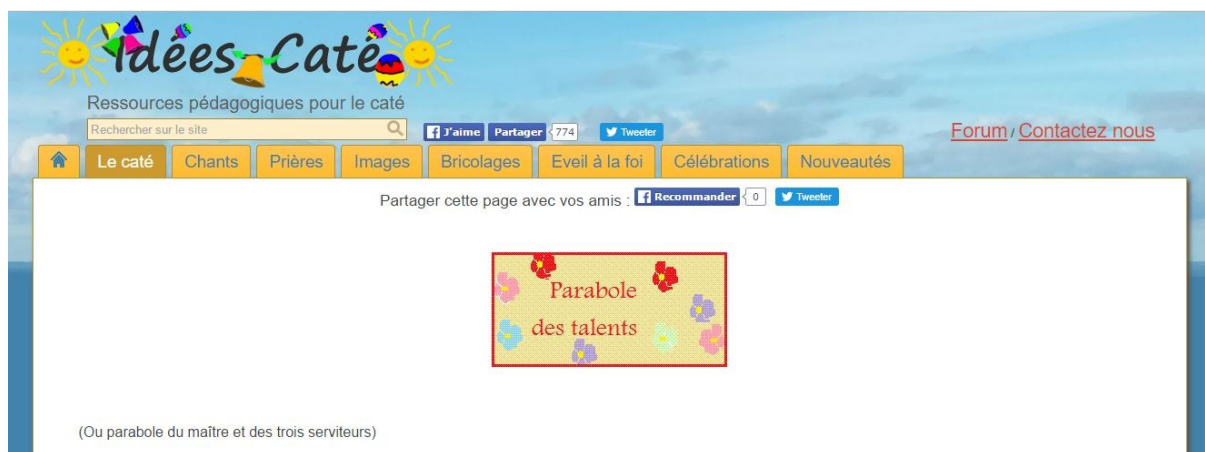 Idées-Caté
Ressources pédagogiques pour le caté
Rechercher sur le site
J'aime Partager 774 Tweeter
Forum / Contactez nous
Le caté Chants Prières Images Bricolages Eveil à la foi Célébrations Nouveautés
Partager cette page avec vos amis : Recommander 0 Tweeter
Parabole
des talents
(Ou parabole du maître et des trois serviteurs)